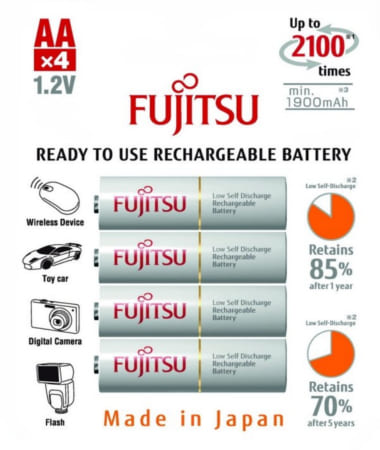 AA
x4
1.2V
Up to
2100 ※1
times
min. ※3
1900mAh
FUJITSU
READY TO USE RECHARGEABLE BATTERY
Wireless Device
FUJITSU
Low Self Discharge
Rechargeable
Battery
※2
Low Self-Discharge
Retains
85%
after 1 year
Toy car
FUJITSU
Low Self Discharge
Rechargeable
Battery
Digital Camera
FUJITSU
Low Self Discharge
Rechargeable
Battery
※2
Low Self-Discharge
Retains
70%
after 5 years
Flash
FUJITSU
Low Self Discharge
Rechargeable
Battery
Made in Japan